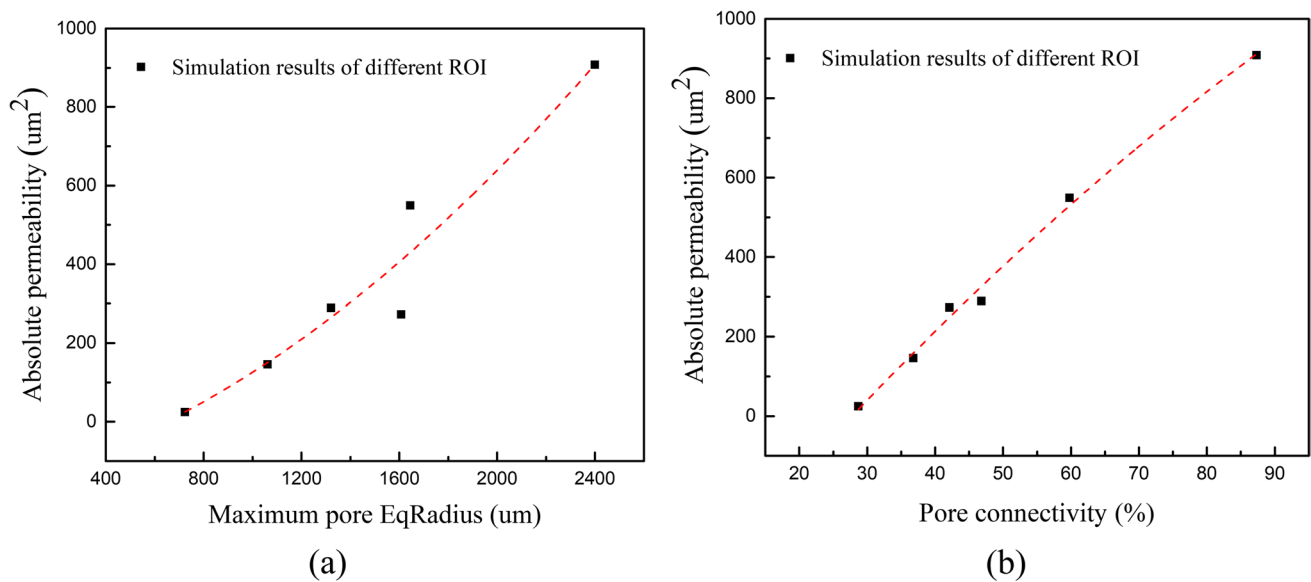 1000
800
600
400
200
0
Absolute permeability (um²)
Simulation results of different ROI
400 800 1200 1600 2000 2400
Maximum pore EqRadius (um)
(a)
1000
800
600
400
200
0
Absolute permeability (um²)
Simulation results of different ROI
20 30 40 50 60 70 80 90
Pore connectivity (%)
(b)